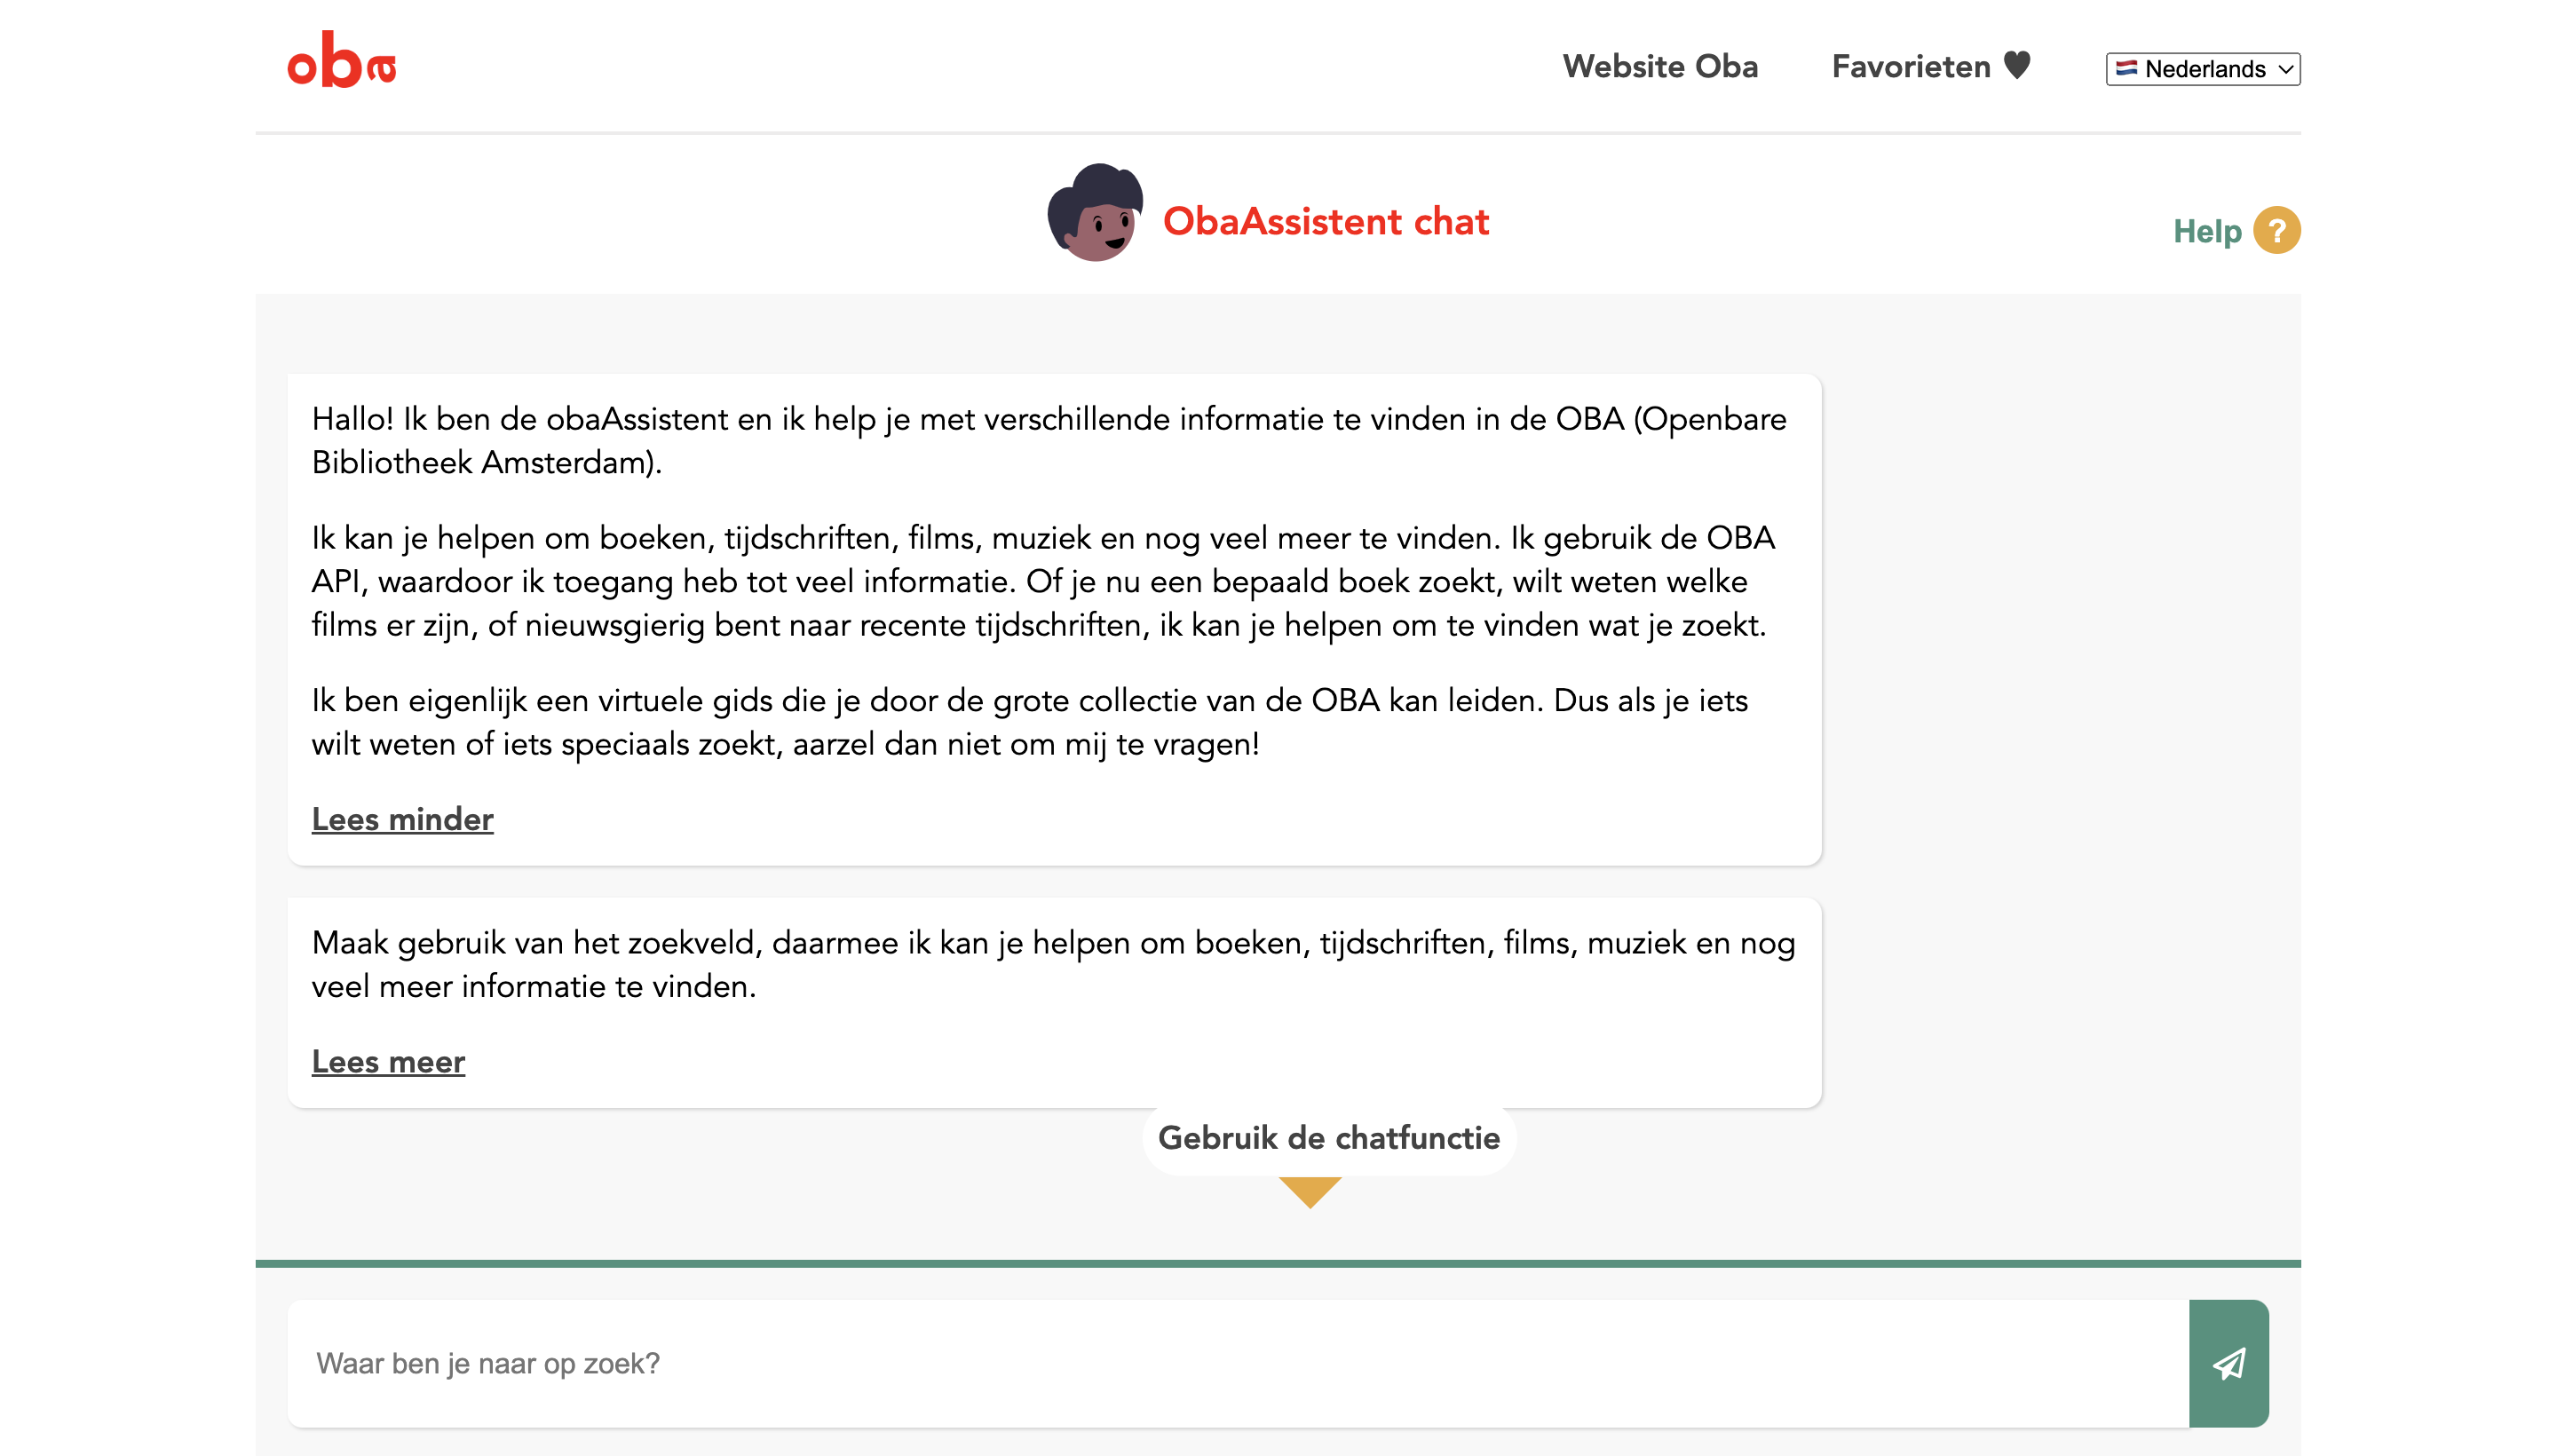 oba
Website Oba
Favorieten
Nederlands
ObaAssistent chat
Help ?
Hallo! Ik ben de obaAssistent en ik help je met verschillende informatie te vinden in de OBA (Openbare
Bibliotheek Amsterdam).
Ik kan je helpen om boeken, tijdschriften, films, muziek en nog veel meer te vinden. Ik gebruik de OBA
API, waardoor ik toegang heb tot veel informatie. Of je nu een bepaald boek zoekt, wilt weten welke
films er zijn, of nieuwsgierig bent naar recente tijdschriften, ik kan je helpen om te vinden wat je zoekt.
Ik ben eigenlijk een virtuele gids die je door de grote collectie van de OBA kan leiden. Dus als je iets
wilt weten of iets speciaals zoekt, aarzel dan niet om mij te vragen!
Lees minder
Maak gebruik van het zoekveld, daarmee ik kan je helpen om boeken, tijdschriften, films, muziek en nog
veel meer informatie te vinden.
Lees meer
Gebruik de chatfunctie
Waar ben je naar op zoek?